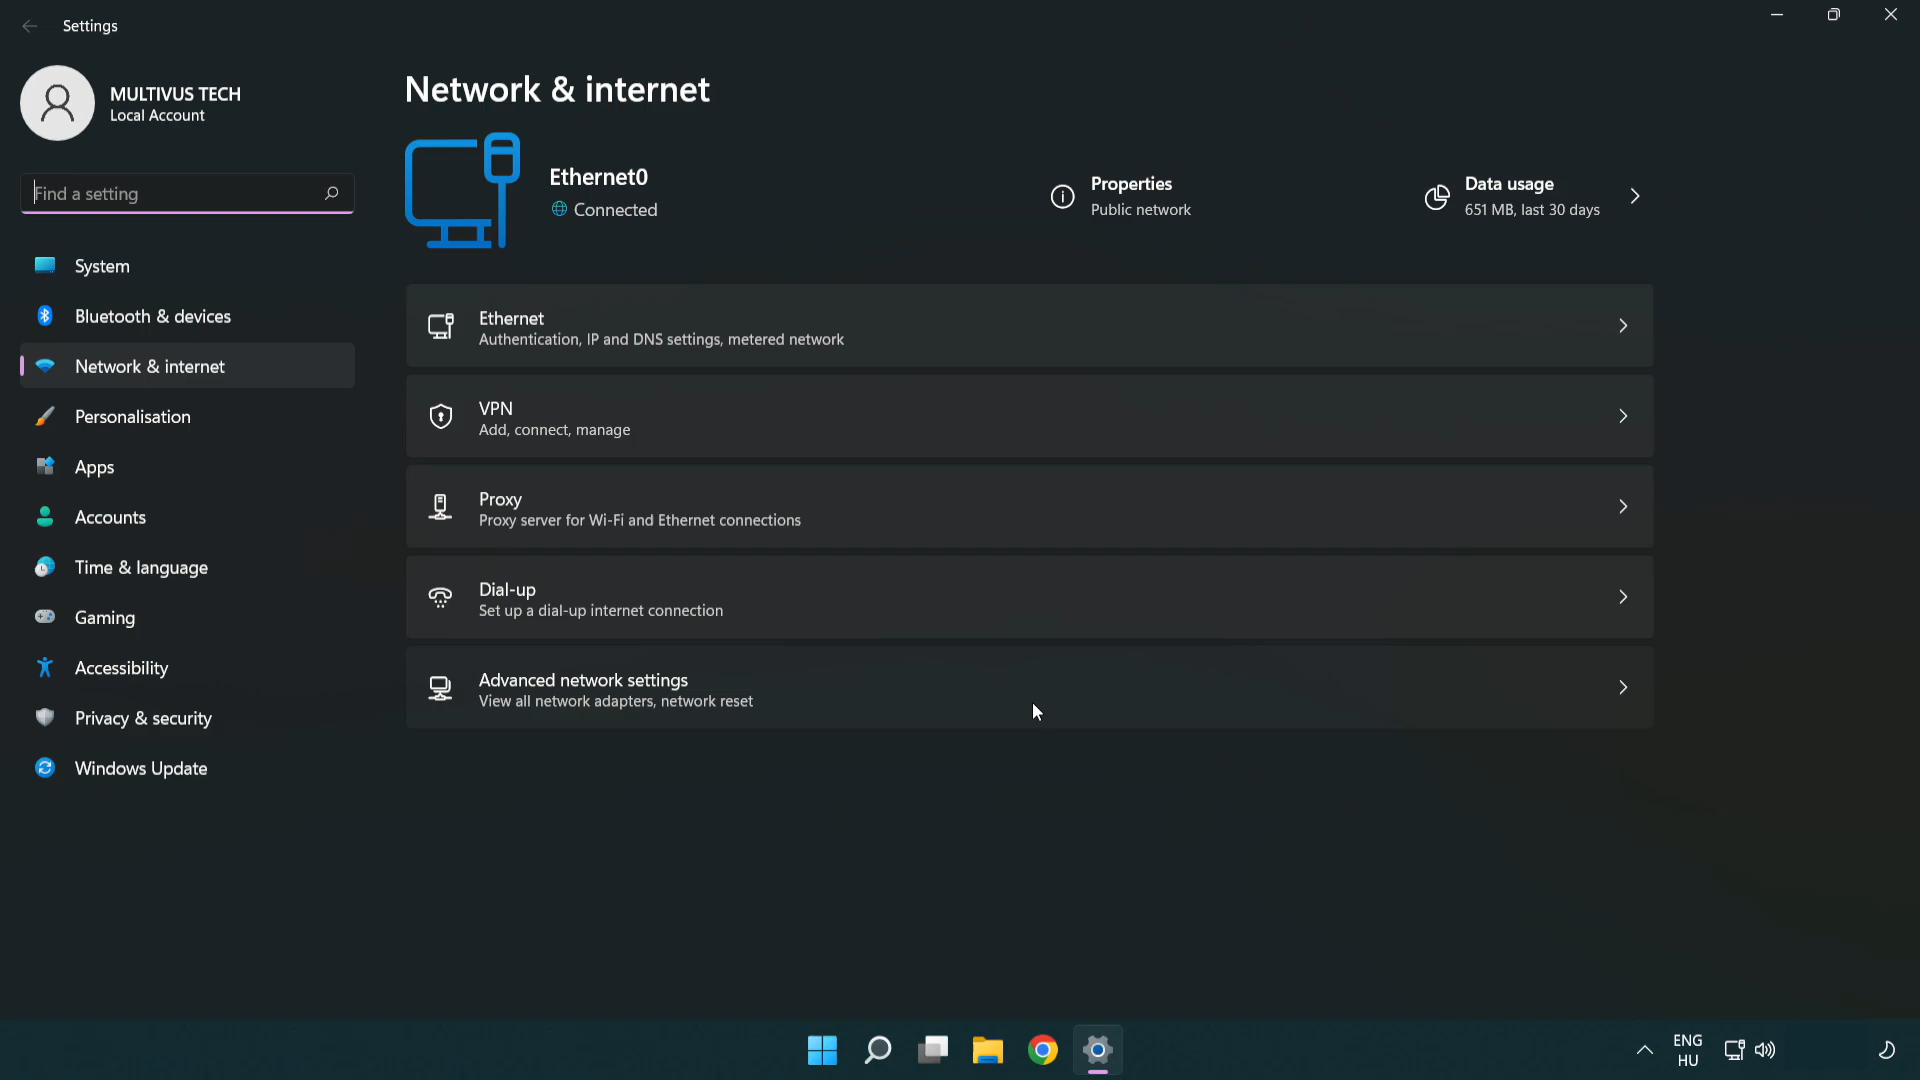 Settings
MULTIVUS TECH
Local Account
Find a setting
System
Bluetooth & devices
Network & internet
Personalisation
Apps
Accounts
Time & language
Gaming
Accessibility
Privacy & security
Windows Update
Network & internet
Ethernet0
Connected
Properties
Public network
Data usage
651 MB, last 30 days
Ethernet
Authentication, IP and DNS settings, metered network
VPN
Add, connect, manage
Proxy
Proxy server for Wi-Fi and Ethernet connections
Dial-up
Set up a dial-up internet connection
Advanced network settings
View all network adapters, network reset
ENG
HU